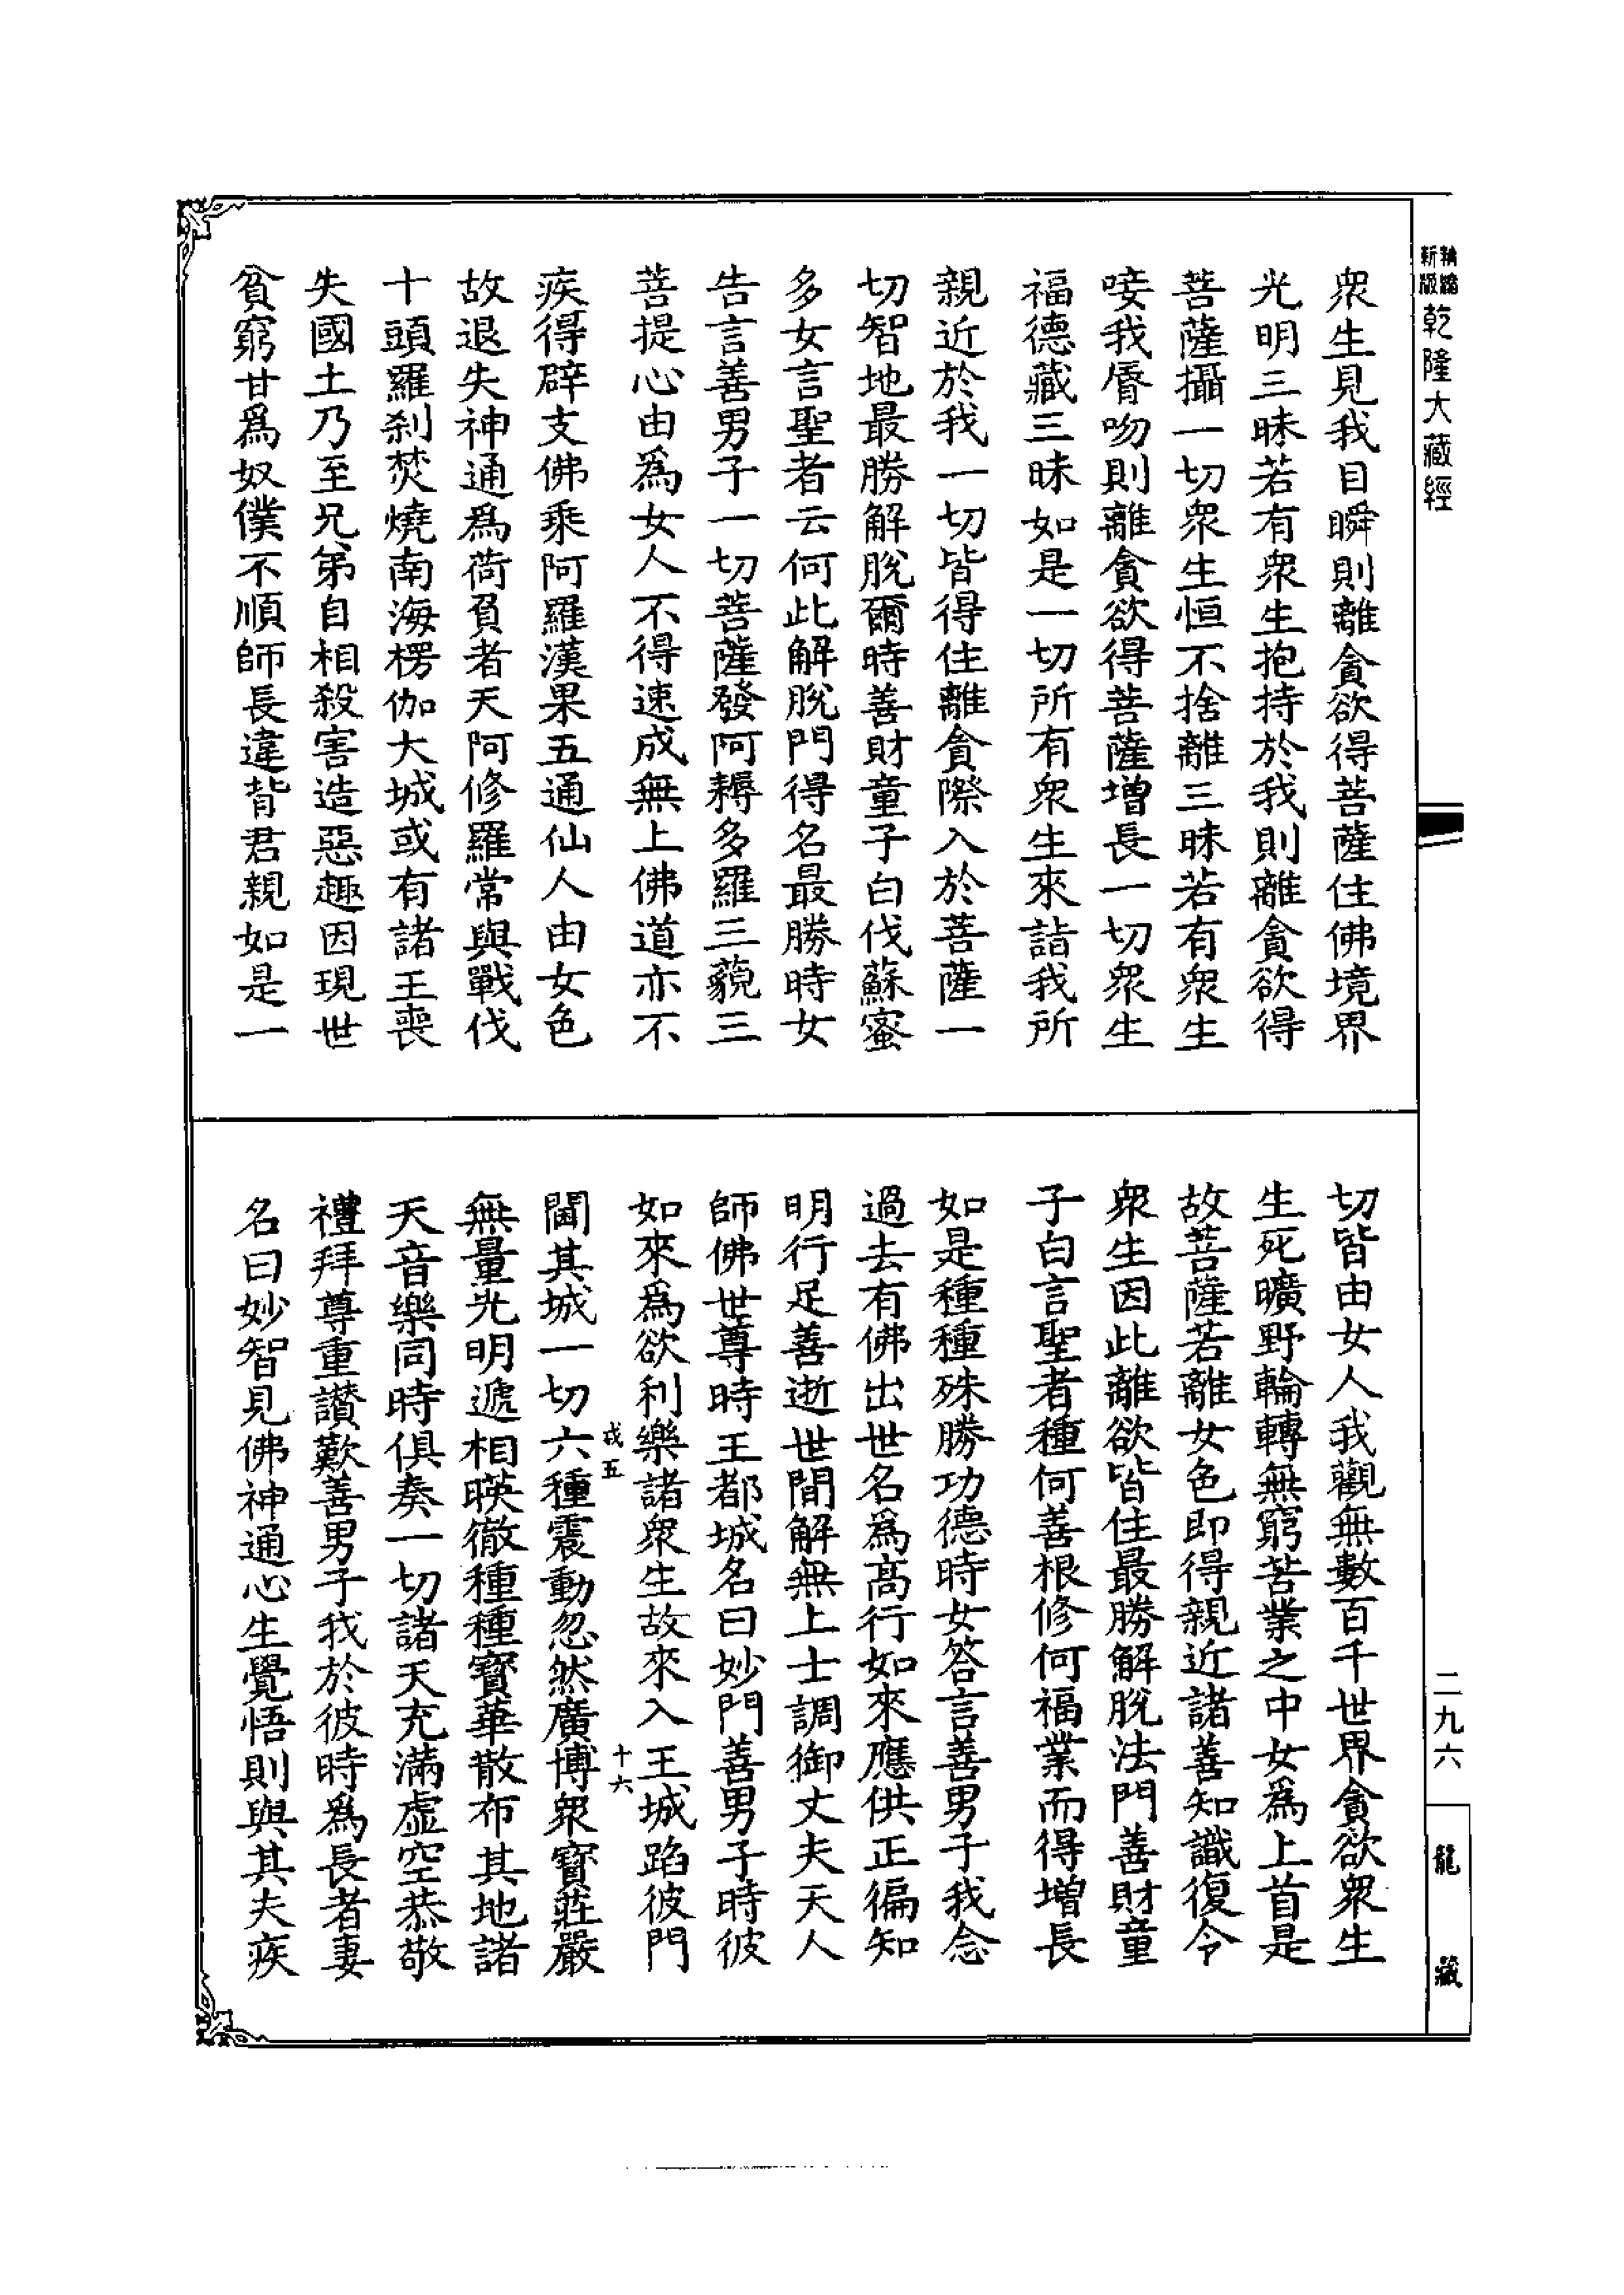 新版
乾隆大藏經
衆生見我目瞬則離貪欲得菩薩住佛境界
光明三昧若有衆生抱持於我則離貪欲得
菩薩攝一切衆生恒不捨離三昧若有衆生
唼我脣吻則離貪欲得菩薩增長一切衆生
福德藏三昧如是一切所有衆生來詣我所
親近於我一切皆得住離貪際入於菩薩一
切智地最勝解脫爾時善財童子白伐蘇蜜
多女言聖者云何此解脫門得名最勝時女
告言善男子一切菩薩發阿耨多羅三藐三
菩提心由爲女人不得速成無上佛道亦不
疾得辟支佛乘阿羅漢果五通仙人由女色
故退失神通爲荷負者天阿修羅常與戰伐
十頭羅刹焚燒南海楞伽大城或有諸王喪
失國土乃至兄弟自相殺害造惡趣因現世
貧窮甘爲奴僕不順師長違背君親如是一
切皆由女人我觀無數百千世界貪欲衆生
生死曠野輪轉無窮苦業之中女爲上首是
故菩薩若離女色即得親近諸善知識復令
衆生因此離欲皆住最勝解脫法門善財童
子白言聖者種何善根修何福業而得增長
如是種種殊勝功德時女答言善男子我念
過去有佛出世名爲高行如來應供正徧知
明行足善逝世間解無上士調御丈夫天人
師佛世尊時王都城名曰妙門善男子時彼
如來爲欲利樂諸衆生故來入王城蹈彼門
戎五
十六
閫其城一切六種震動忽然廣博衆寶莊嚴
無量光明遞相暎徹種種寶華散布其地諸
天音樂同時俱奏一切諸天充滿虛空恭敬
禮拜尊重讃歎善男子我於彼時爲長者妻
名曰妙智見佛神通心生覺悟則與其夫疾
二九六
龍藏